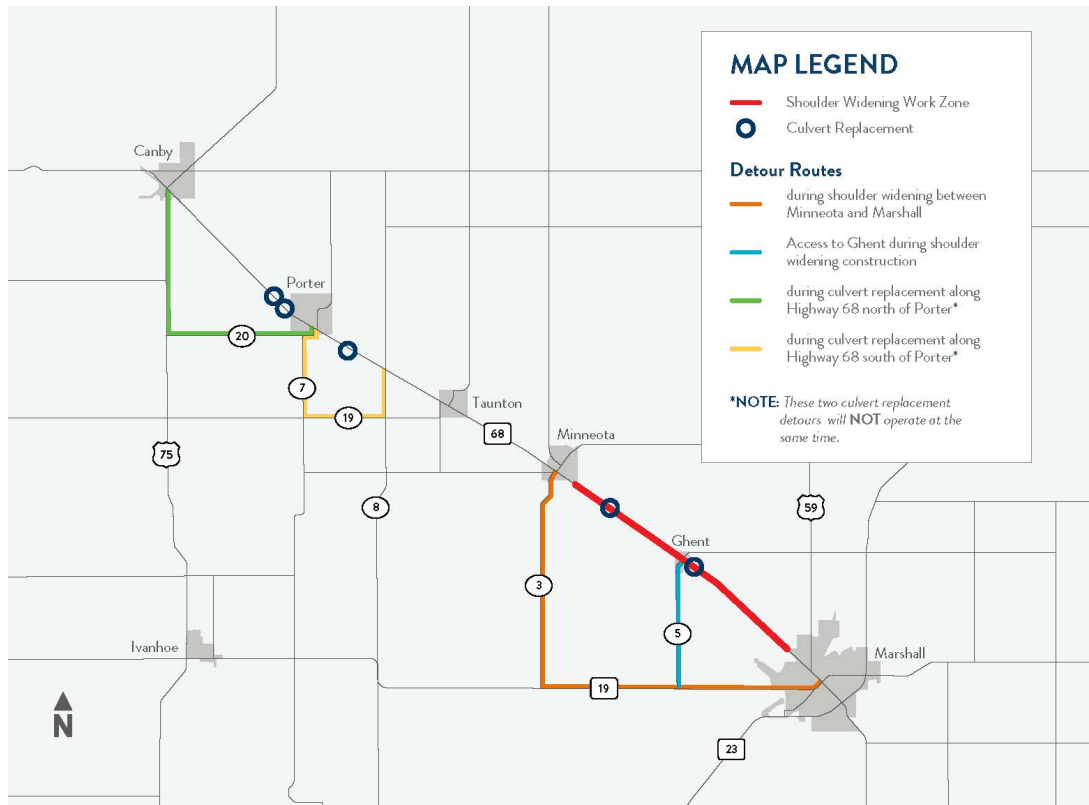 MAP LEGEND
Shoulder Widening Work Zone
Culvert Replacement
Detour Routes
during shoulder widening between
Minneota and Marshall
Access to Ghent during shoulder
widening construction
during culvert replacement along
Highway 68 north of Porter*
during culvert replacement along
Highway 68 south of Porter*
*NOTE: These two culvert replacement
detours will NOT operate at the
same time.
Canby
Porter
20
7
19
Taunton
68
Minneota
75
8
59
Ghent
3
5
Ivanhoe
Marshall
19
N
23